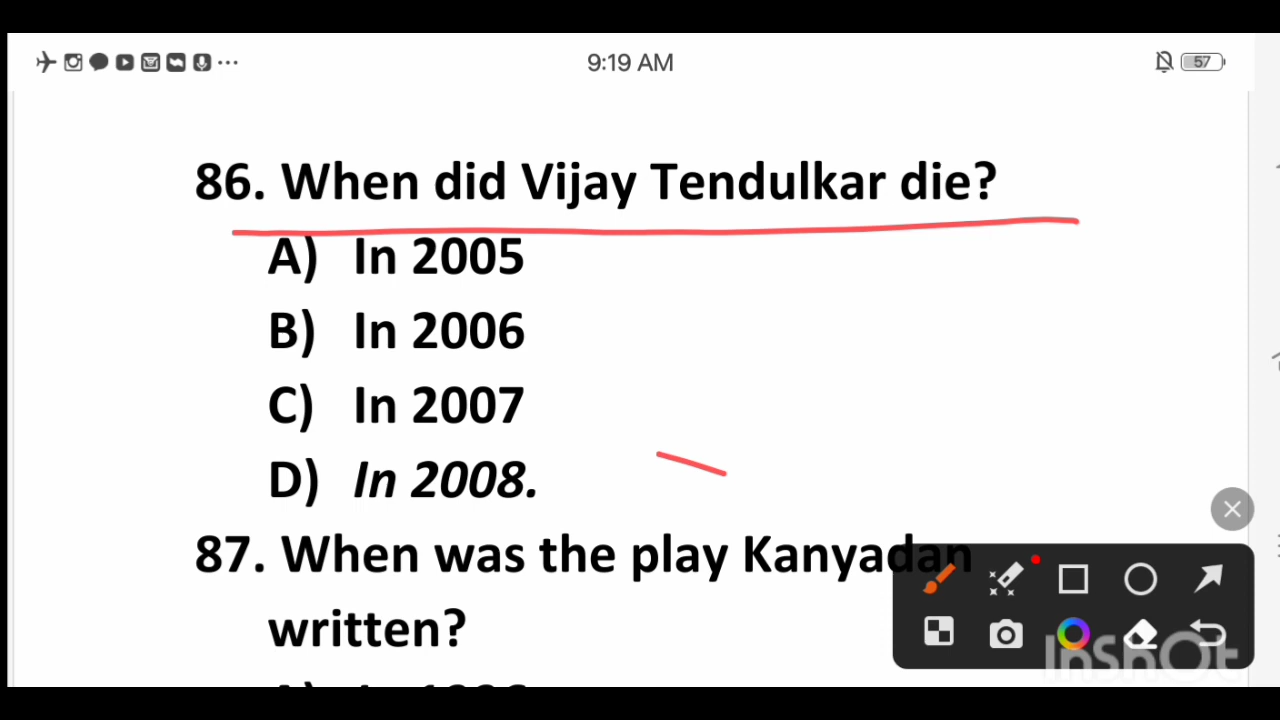 9:19 AM
57
86. When did Vijay Tendulkar die?
A) In 2005
B) In 2006
C) In 2007
D) In 2008.
87. When was the play Kanyadan
written?
InShOt